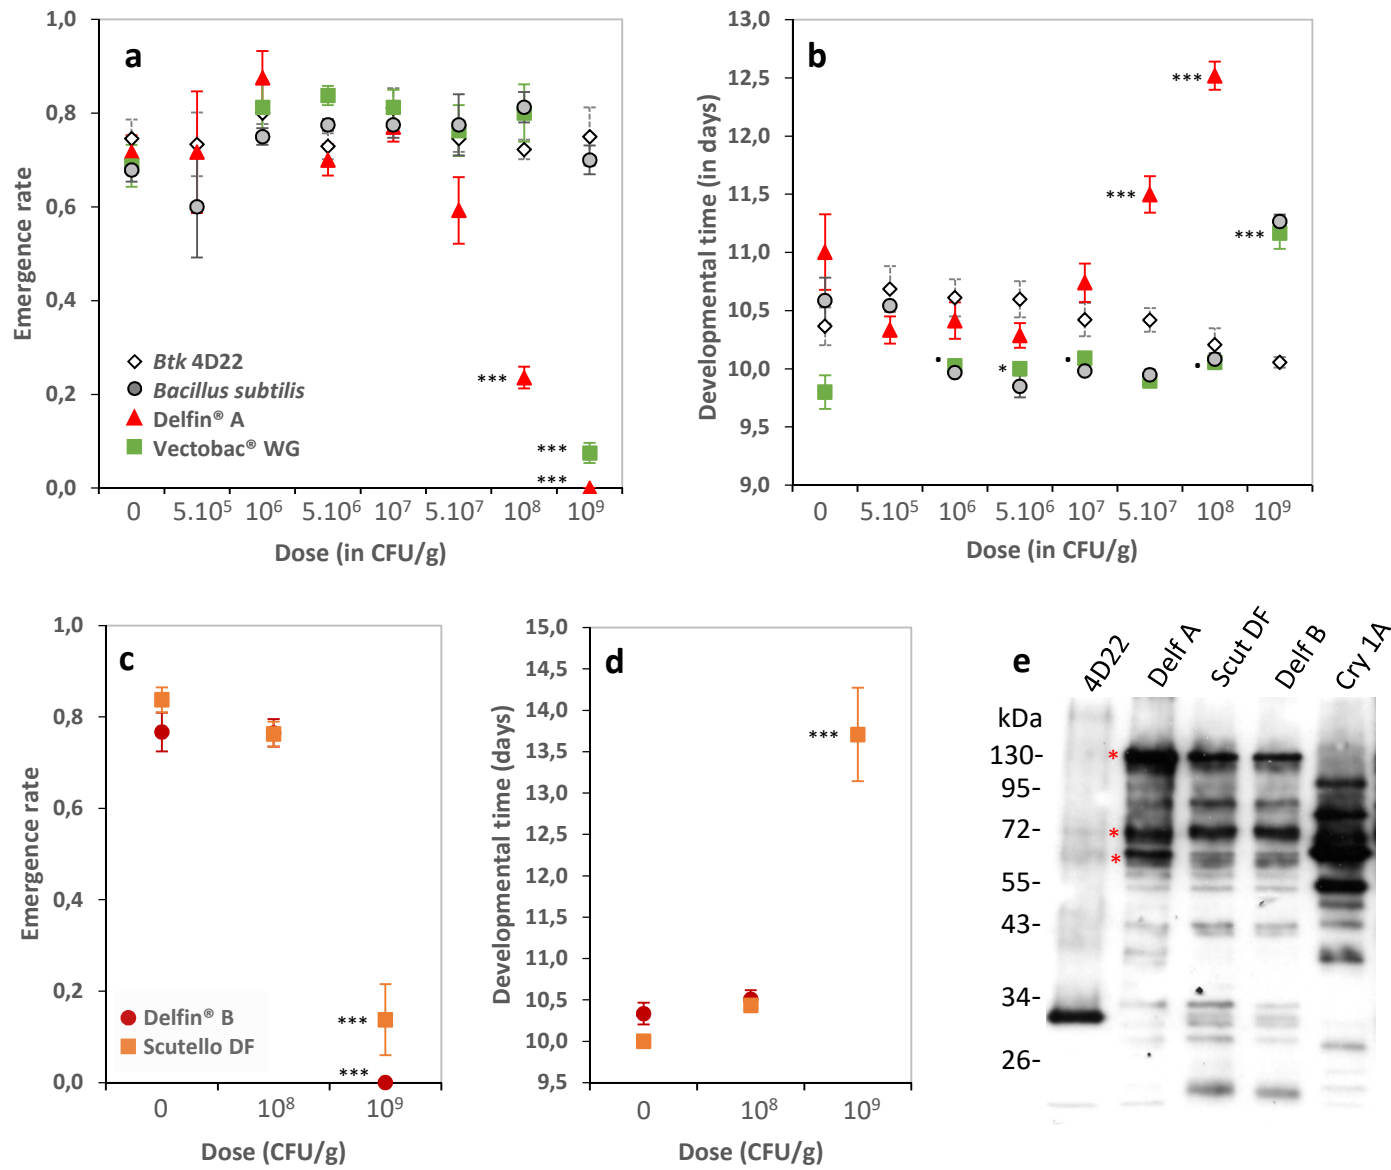 a
1,0
0,8
0,6
0,4
0,2
0,0
Emergence rate
Btk 4D22
Bacillus subtilis
Delfin® A
Vectobac® WG
***
***
***
0 5.10⁵ 10⁶ 5.10⁶ 10⁷ 5.10⁷ 10⁸ 10⁹
Dose (in CFU/g)
b
13,0
12,5
12,0
11,5
11,0
10,5
10,0
9,5
9,0
Developmental time (in days)
***
***
***
*
0 5.10⁵ 10⁶ 5.10⁶ 10⁷ 5.10⁷ 10⁸ 10⁹
Dose (in CFU/g)
c
1,0
0,8
0,6
0,4
0,2
0,0
Emergence rate
Delfin® B
Scutello DF
***
***
0 10⁸ 10⁹
Dose (CFU/g)
d
15,0
14,5
14,0
13,5
13,0
12,5
12,0
11,5
11,0
10,5
10,0
9,5
Developmental time (days)
***
0 10⁸ 10⁹
Dose (CFU/g)
e
4D22 Delf A Scut DF Delf B Cry 1A
kDa
130- *
95-
72- *
*
55-
43-
34-
26-